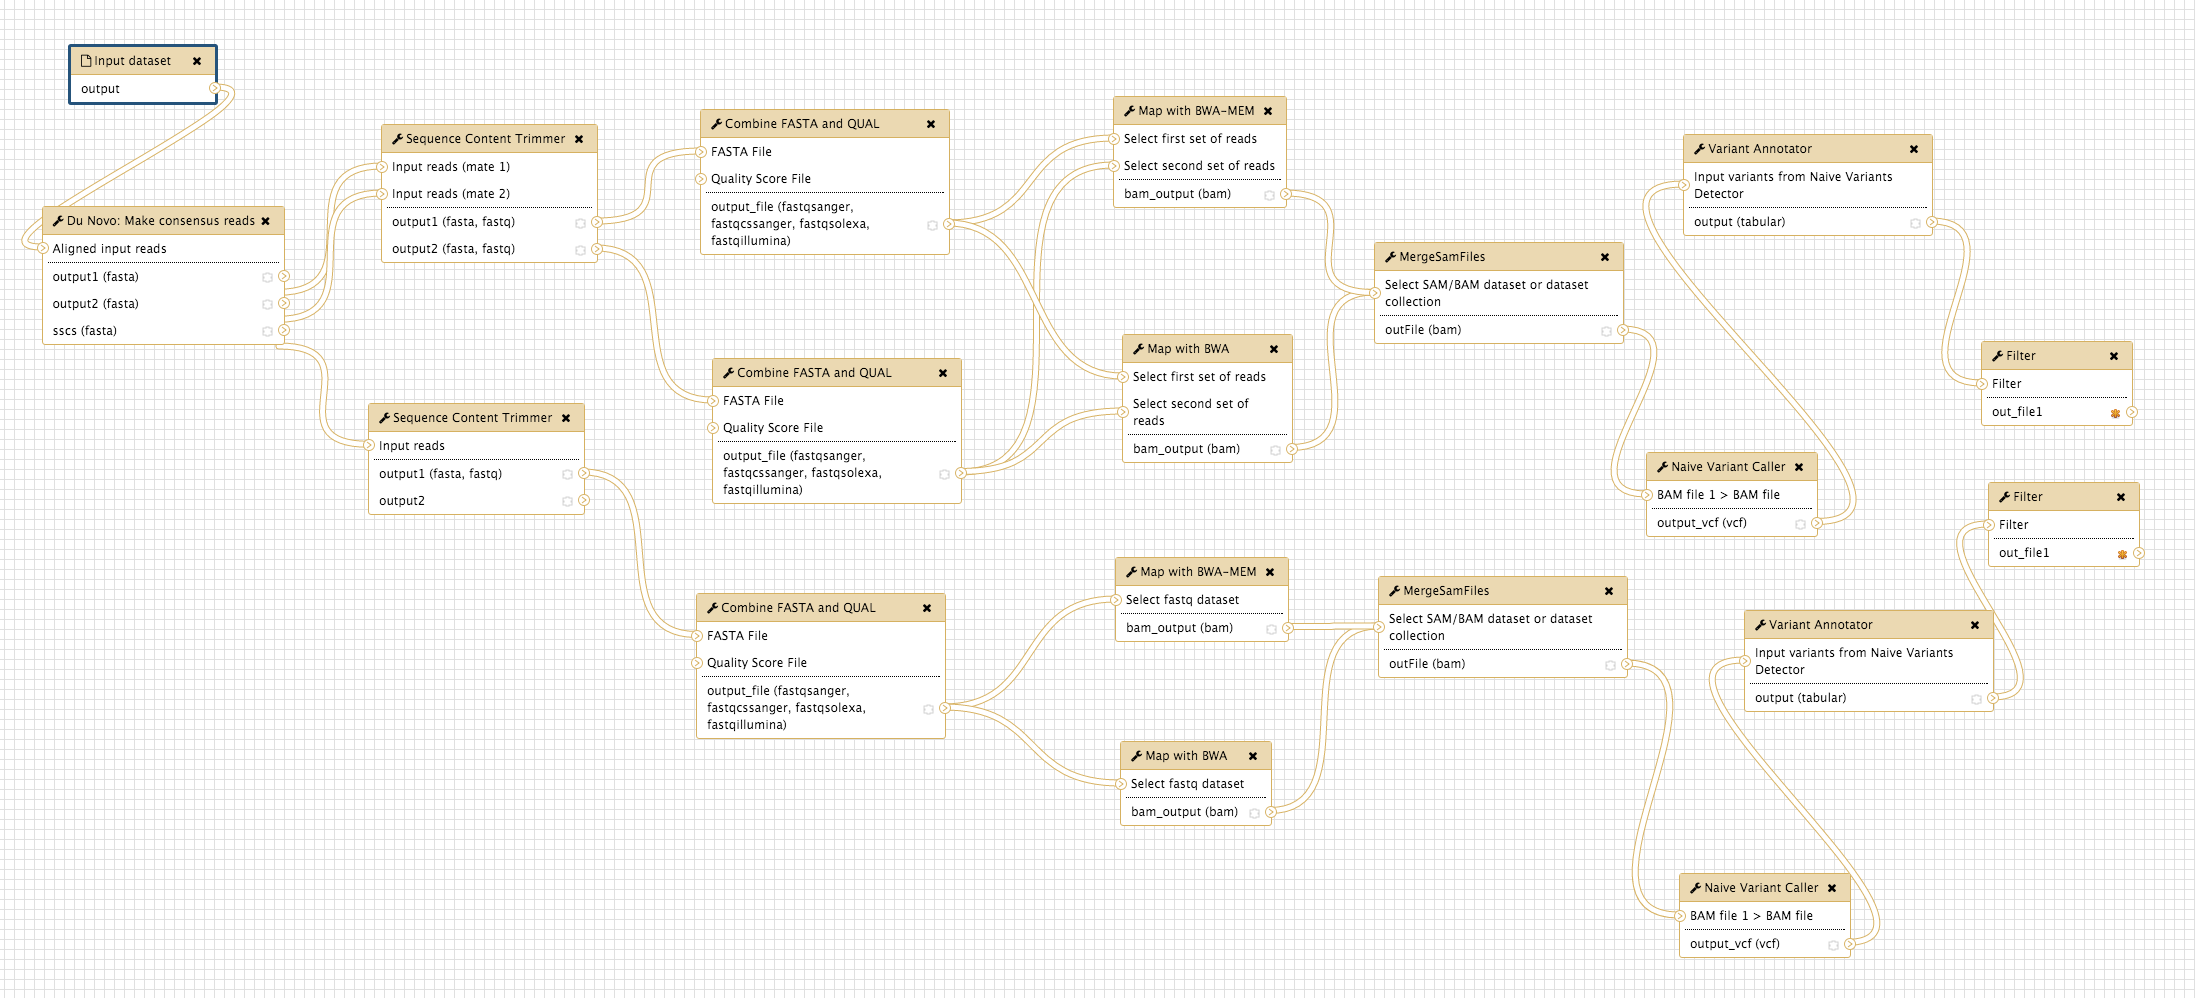 Input dataset
output
Du Novo: Make consensus reads
Aligned input reads
output1 (fasta)
output2 (fasta)
sscs (fasta)
Sequence Content Trimmer
Input reads (mate 1)
Input reads (mate 2)
output1 (fasta, fastq)
output2 (fasta, fastq)
Sequence Content Trimmer
Input reads
output1 (fasta, fastq)
output2
Combine FASTA and QUAL
FASTA File
Quality Score File
output_file (fastqsanger,
fastqcssanger, fastqsolexa,
fastqillumina)
Combine FASTA and QUAL
FASTA File
Quality Score File
output_file (fastqsanger,
fastqcssanger, fastqsolexa,
fastqillumina)
Combine FASTA and QUAL
FASTA File
Quality Score File
output_file (fastqsanger,
fastqcssanger, fastqsolexa,
fastqillumina)
Map with BWA-MEM
Select first set of reads
Select second set of reads
bam_output (bam)
Map with BWA
Select first set of reads
Select second set of
reads
bam_output (bam)
Map with BWA-MEM
Select fastq dataset
bam_output (bam)
Map with BWA
Select fastq dataset
bam_output (bam)
MergeSamFiles
Select SAM/BAM dataset or dataset
collection
outFile (bam)
MergeSamFiles
Select SAM/BAM dataset or dataset
collection
outFile (bam)
Variant Annotator
Input variants from Naive Variants
Detector
output (tabular)
Naive Variant Caller
BAM file 1 > BAM file
output_vcf (vcf)
Variant Annotator
Input variants from Naive Variants
Detector
output (tabular)
Naive Variant Caller
BAM file 1 > BAM file
output_vcf (vcf)
Filter
Filter
out_file1
Filter
Filter
out_file1